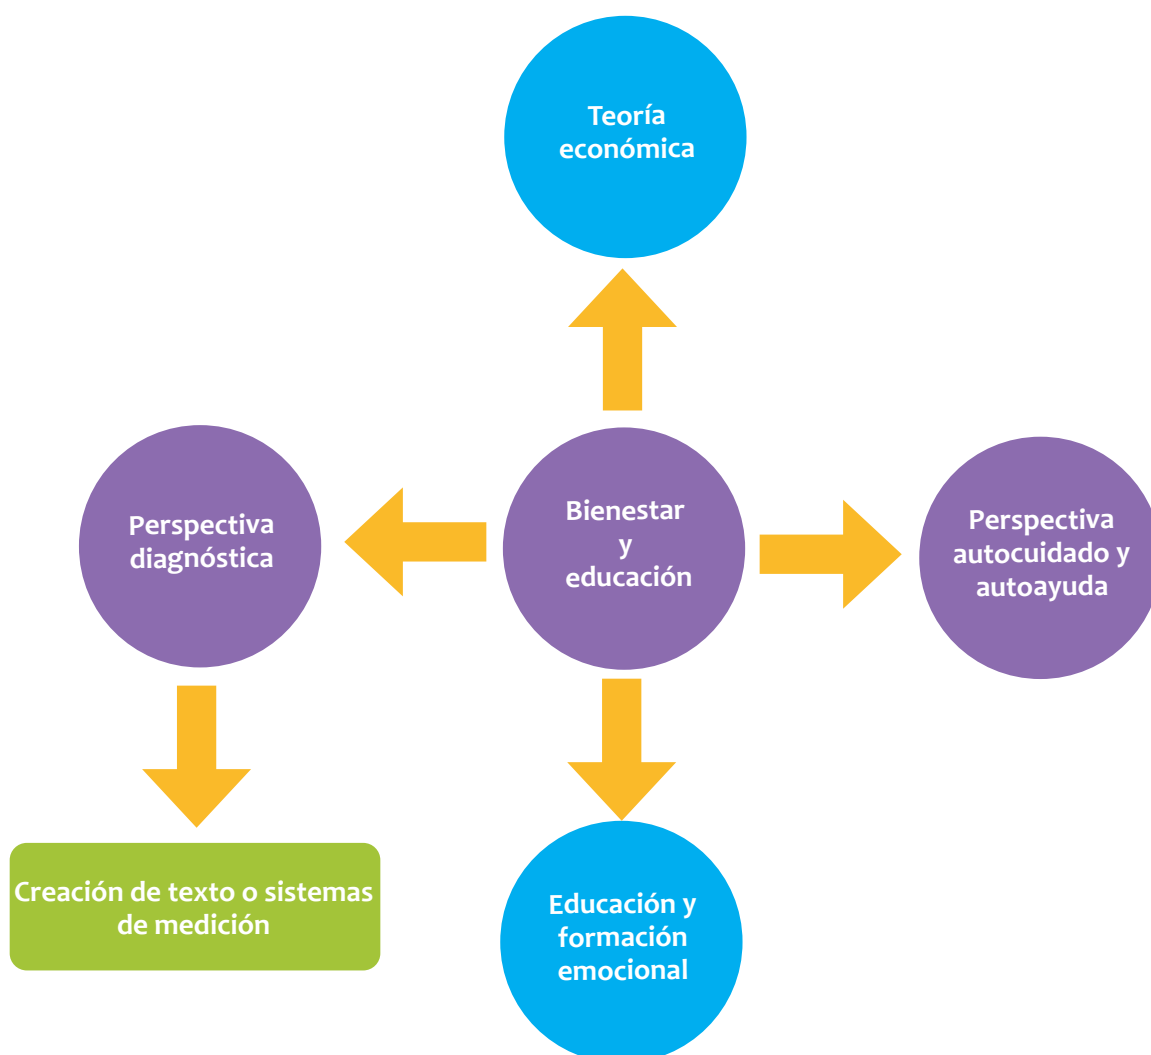 Teoría
económica
Perspectiva
diagnóstica
Bienestar
y
educación
Perspectiva
autocuidado y
autoayuda
Creación de texto o sistemas
de medición
Educación y
formación
emocional